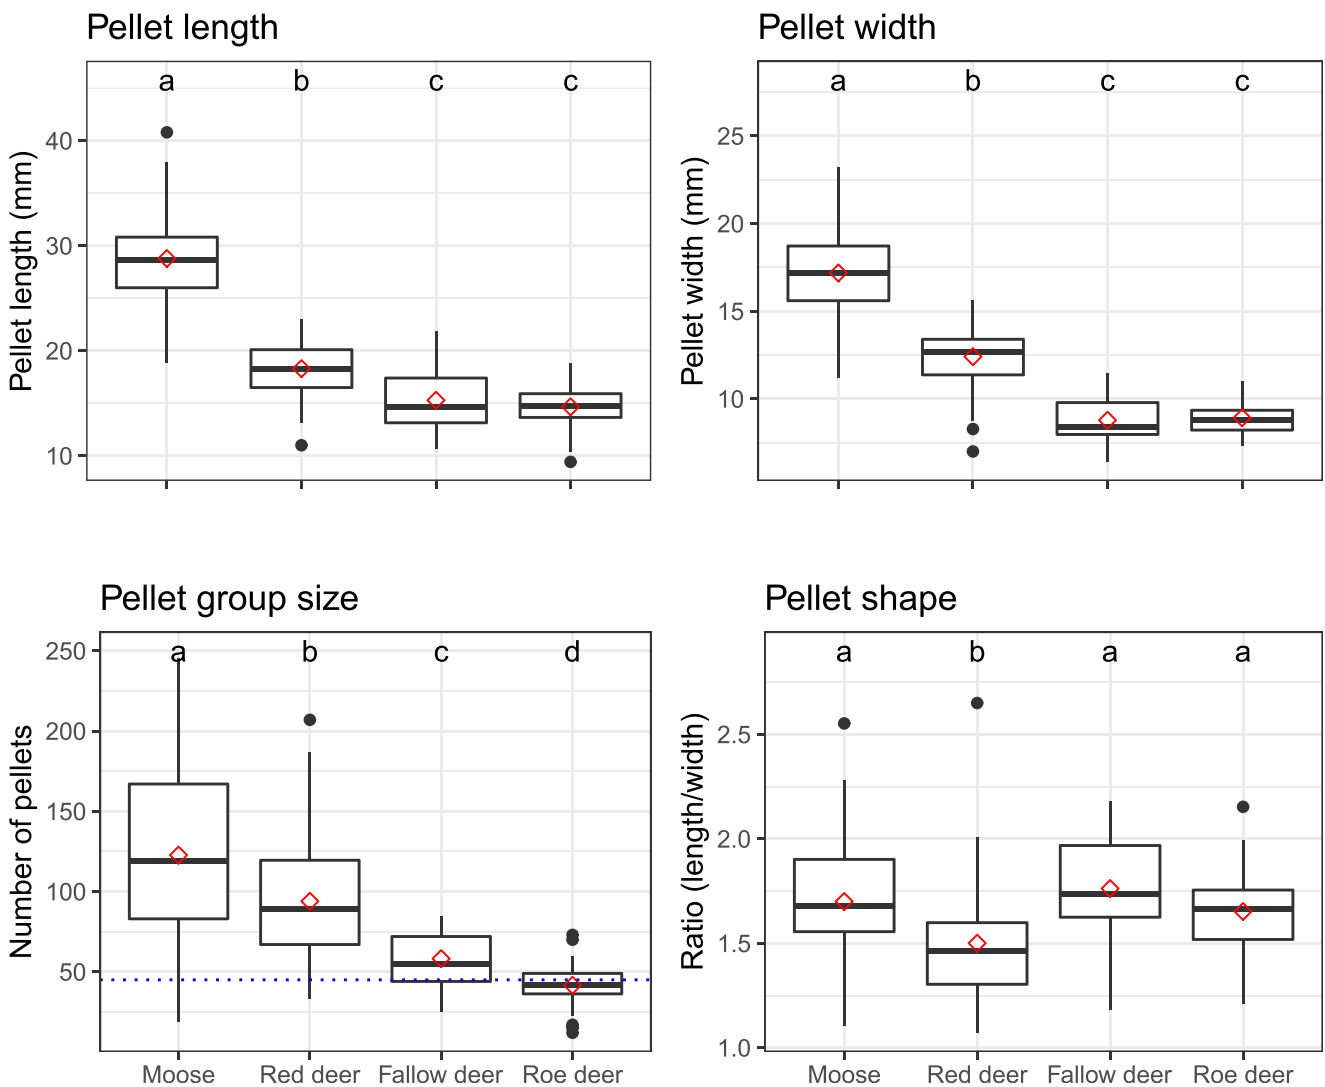 Pellet length
a b c c
Pellet length (mm)
40
30
20
10
Pellet width
a b c c
Pellet width (mm)
25
20
15
10
Pellet group size
a b c d
Number of pellets
250
200
150
100
50
Moose Red deer Fallow deer Roe deer
Pellet shape
a b a a
Ratio (length/width)
2.5
2.0
1.5
1.0
Moose Red deer Fallow deer Roe deer